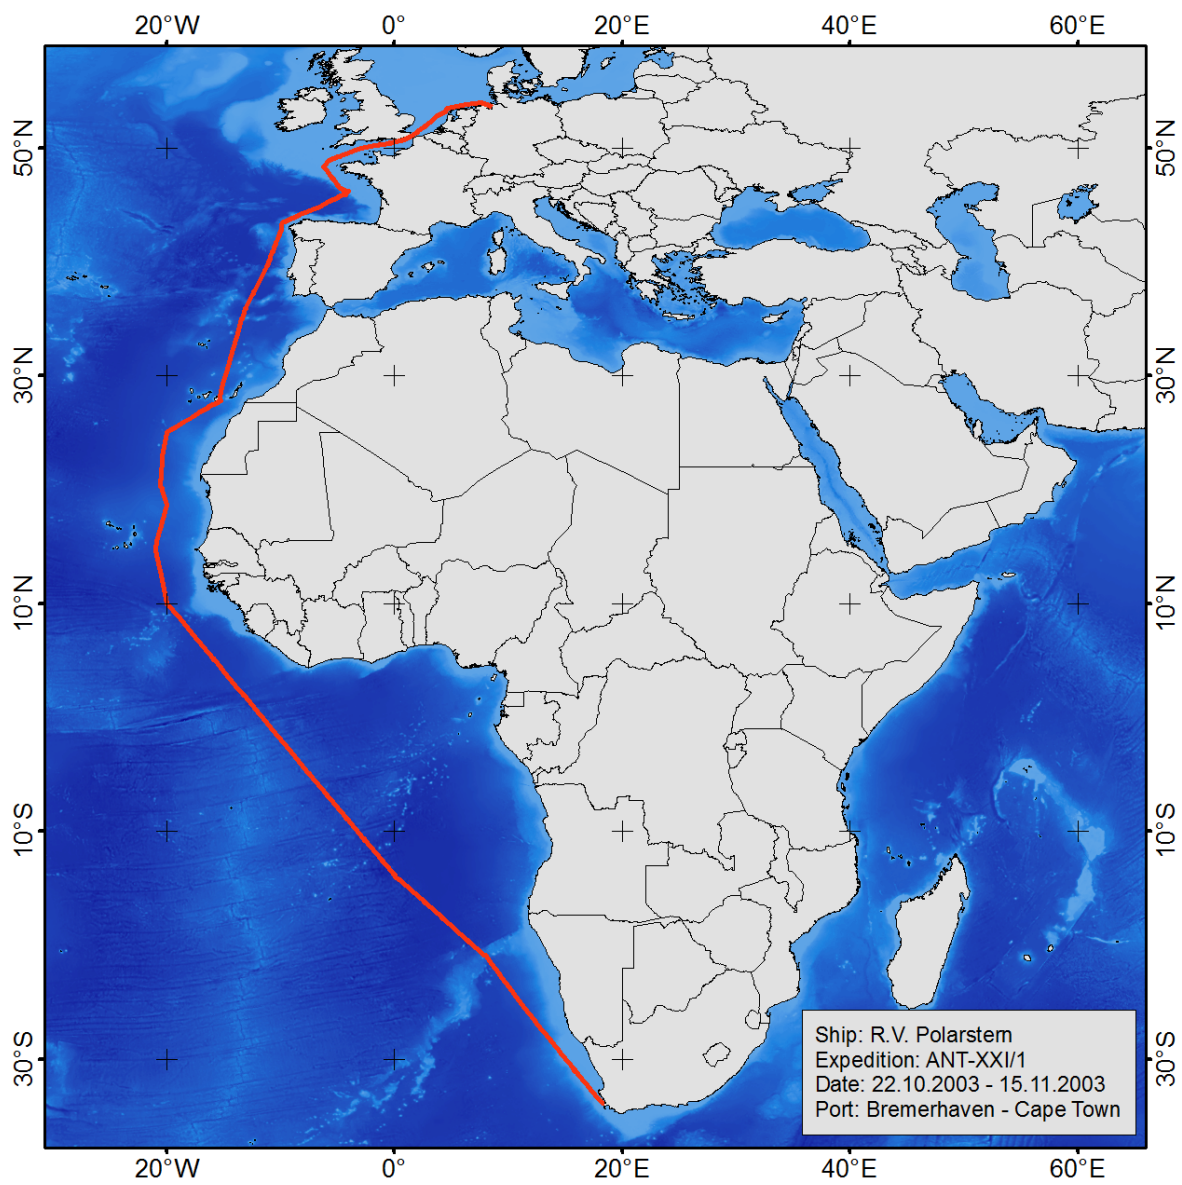 20°W 0° 20°E 40°E 60°E
50°N 50°N
30°N 30°N
10°N 10°N
10°S 10°S
30°S 30°S
Ship: R.V. Polarstern
Expedition: ANT-XXI/1
Date: 22.10.2003 - 15.11.2003
Port: Bremerhaven - Cape Town
20°W 0° 20°E 40°E 60°E